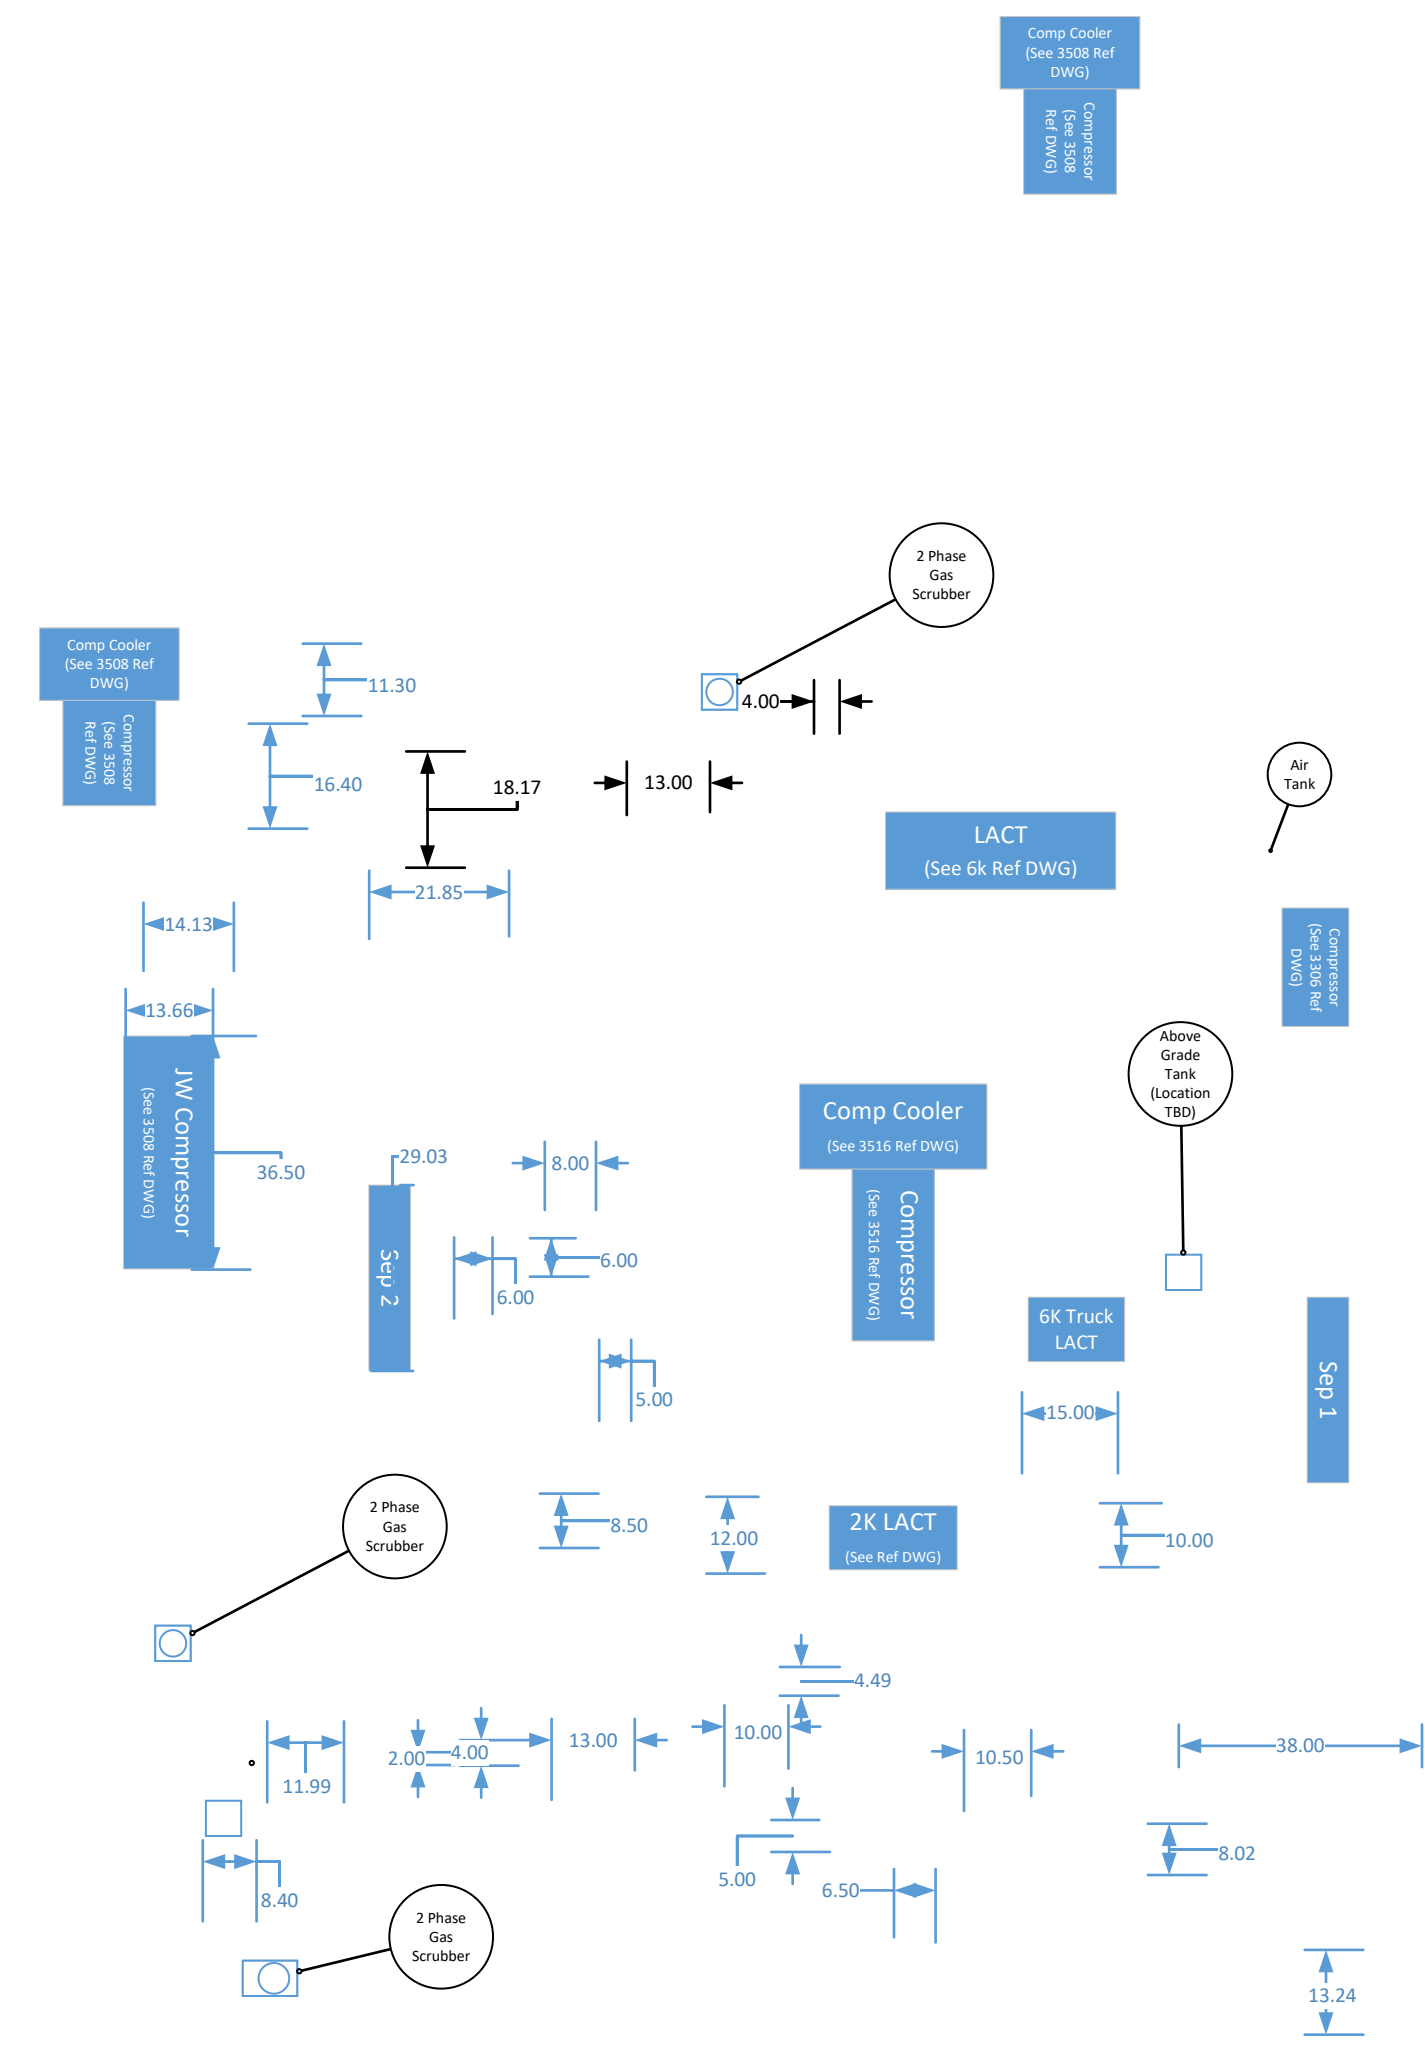 Comp Cooler
(See 3508 Ref
DWG)
Compressor
(See 3508
Ref DWG)
2 Phase
Gas
Scrubber
Comp Cooler
(See 3508 Ref
DWG)
Compressor
(See 3508
Ref DWG)
11.30
4.00
16.40
18.17
13.00
Air
Tank
LACT
(See 6k Ref DWG)
21.85
14.13
Compressor
(See 3306 Ref
DWG)
13.66
JW Compressor
(See 3508 Ref DWG)
36.50
Above
Grade
Tank
(Location
TBD)
Comp Cooler
(See 3516 Ref DWG)
Compressor
(See 3516 Ref DWG)
29.03
8.00
Sep 2
6.00
6.00
6K Truck
LACT
Sep 1
5.00
15.00
2 Phase
Gas
Scrubber
8.50
12.00
2K LACT
(See Ref DWG)
10.00
4.49
11.99
2.00
4.00
13.00
10.00
10.50
38.00
8.02
5.00
6.50
8.40
2 Phase
Gas
Scrubber
13.24